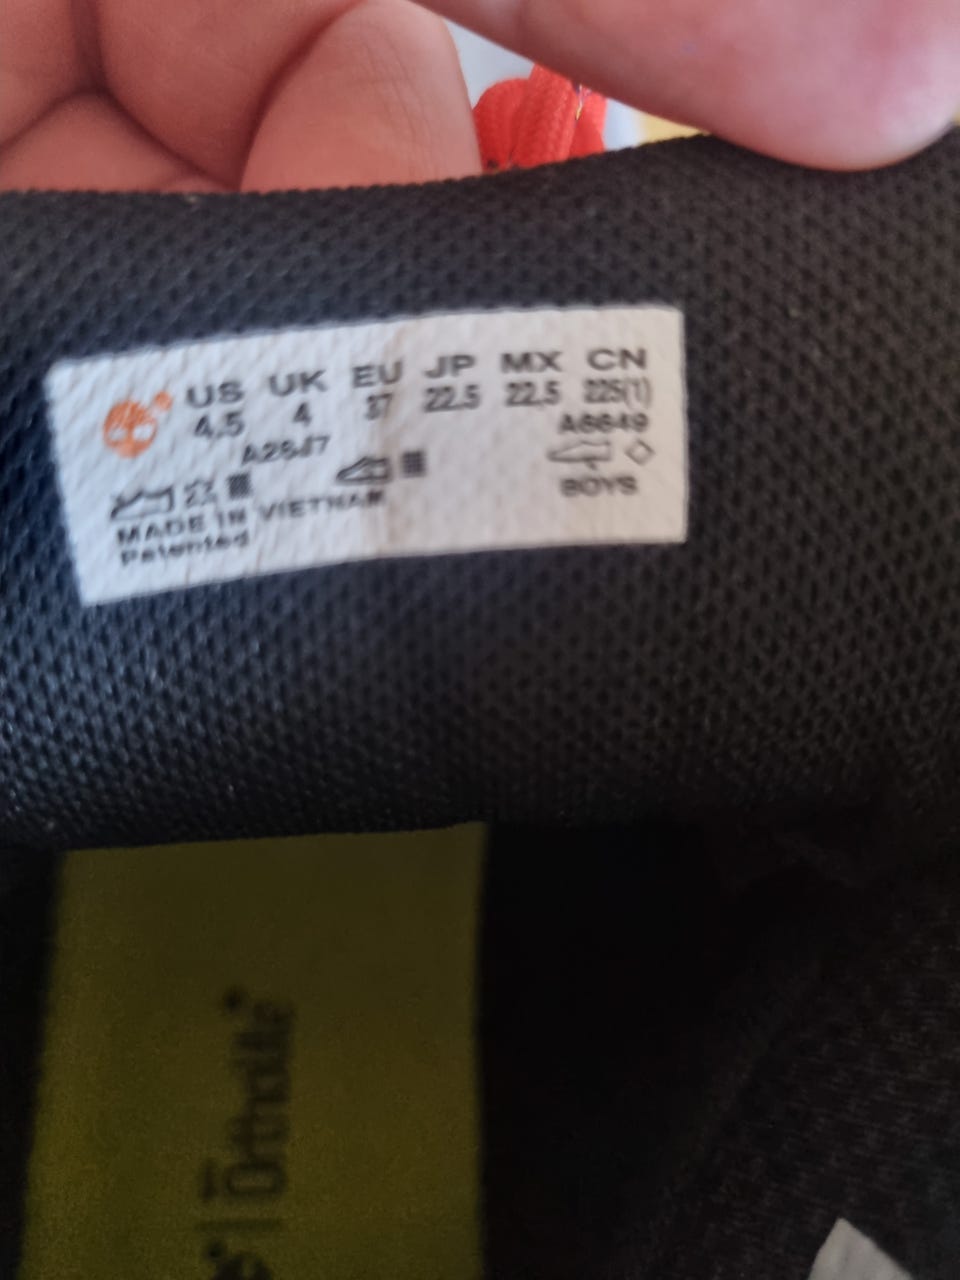 US UK EU JP MX CN
4.5 4 37 22.5 22.5 225(1)
A6649
BOYS
MADE IN VIETNAM
Patented
Ortholite®